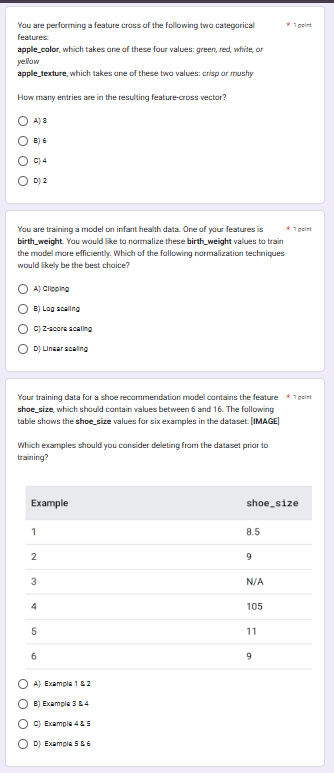 You are performing a feature cross of the following two categorical * 1 point
features:
apple_color, which takes one of these four values: green, red, white, or
yellow
apple_texture, which takes one of these two values: crisp or mushy
How many entries are in the resulting feature-cross vector?
A) 8
B) 6
C) 4
D) 2
You are training a model on infant health data. One of your features is * 1 point
birth_weight. You would like to normalize these birth_weight values to train
the model more efficiently. Which of the following normalization techniques
would likely be the best choice?
A) Clipping
B) Log scaling
C) Z-score scaling
D) Linear scaling
Your training data for a shoe recommendation model contains the feature * 1 point
shoe_size, which should contain values between 6 and 16. The following
table shows the shoe_size values for six examples in the dataset: [IMAGE]
Which examples should you consider deleting from the dataset prior to
training?
Example shoe_size
1 8.5
2 9
3 N/A
4 105
5 11
6 9
A) Example 1 & 2
B) Example 3 & 4
C) Example 4 & 5
D) Example 5 & 6